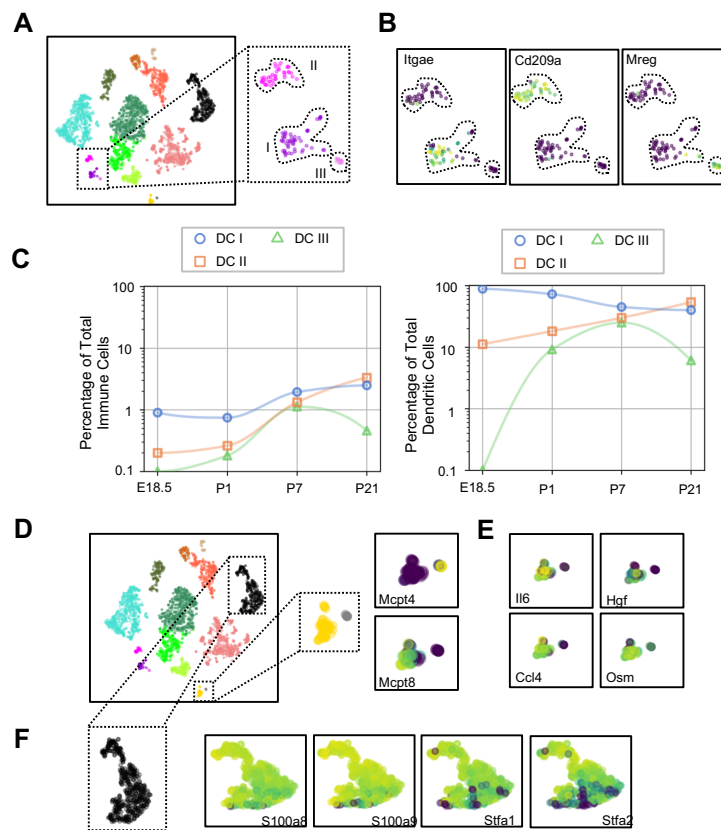 A
II
I
III
B
Itgae
Cd209a
Mreg
C
DC I
DC III
DC II
DC I
DC III
DC II
Percentage of Total
Immune Cells
100
10
1
0.1
E18.5
P1
P7
P21
Percentage of Total
Dendritic Cells
100
10
1
0.1
E18.5
P1
P7
P21
D
Mcpt4
Mcpt8
E
Il6
Hgf
Ccl4
Osm
F
S100a8
S100a9
Stfa1
Stfa2